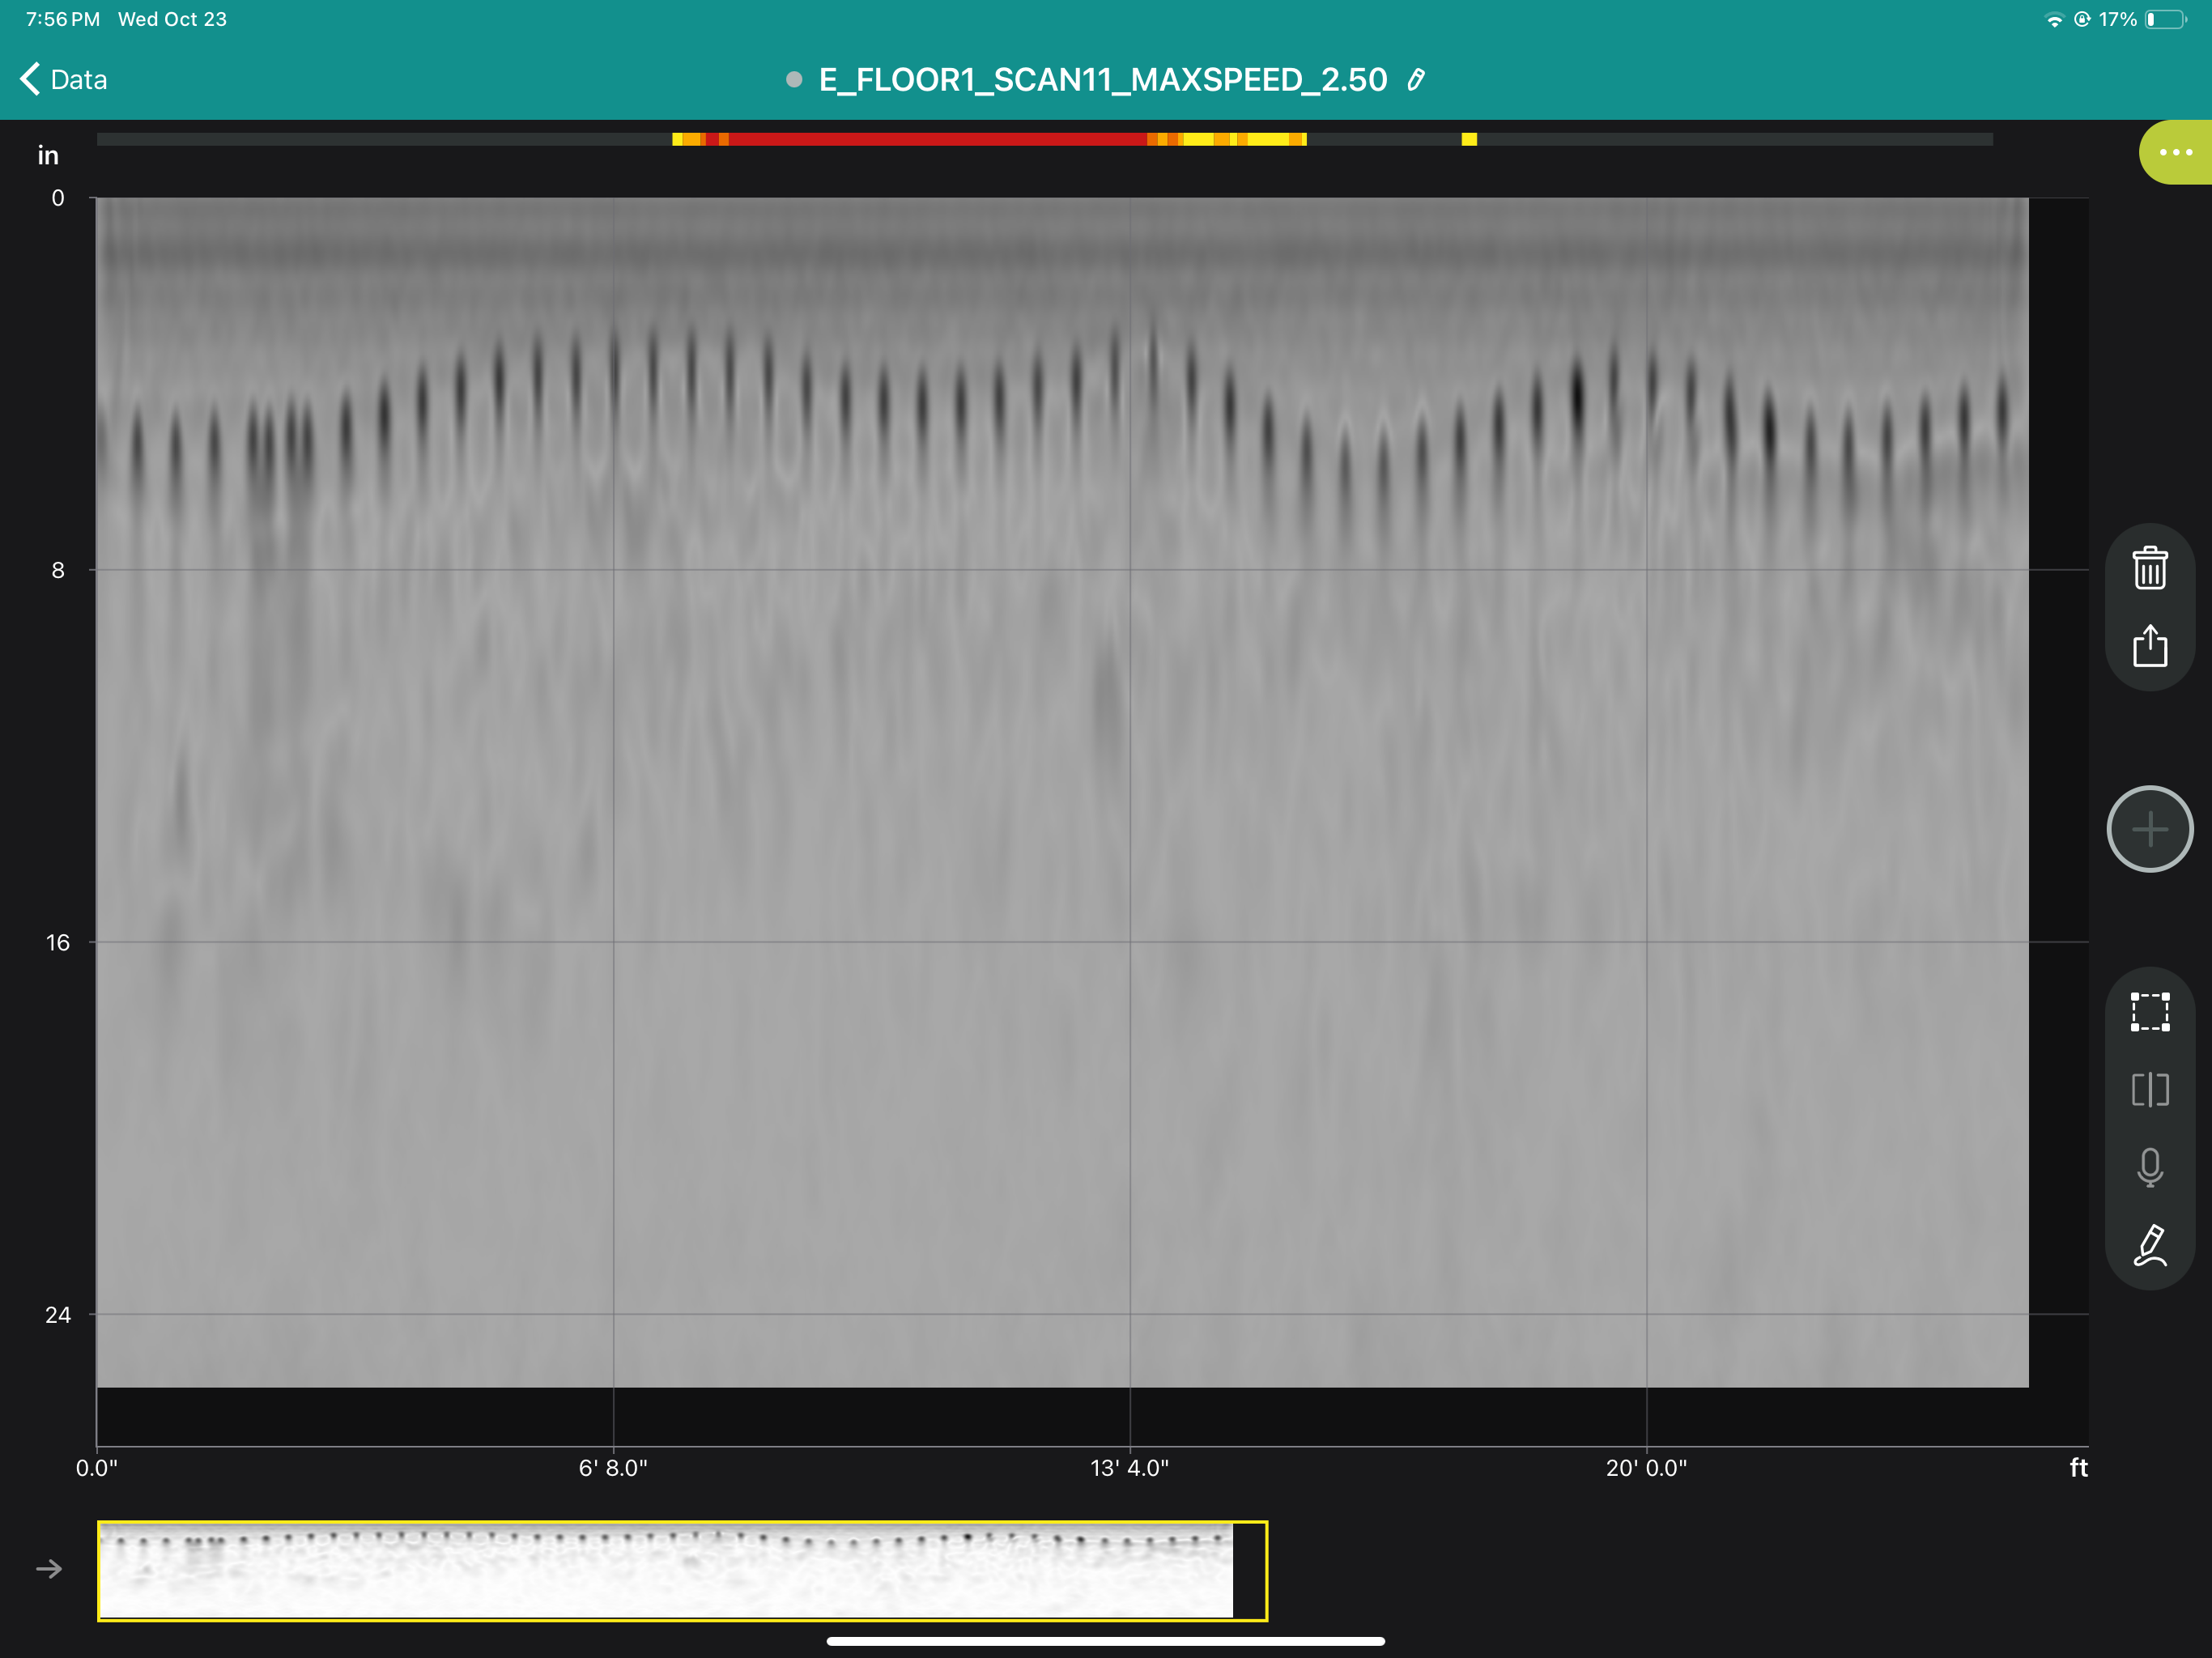 7:56 PM Wed Oct 23
17%
Data
E_FLOOR1_SCAN11_MAXSPEED_2.50
in
0
8
16
24
0.0" 6' 8.0" 13' 4.0" 20' 0.0" ft